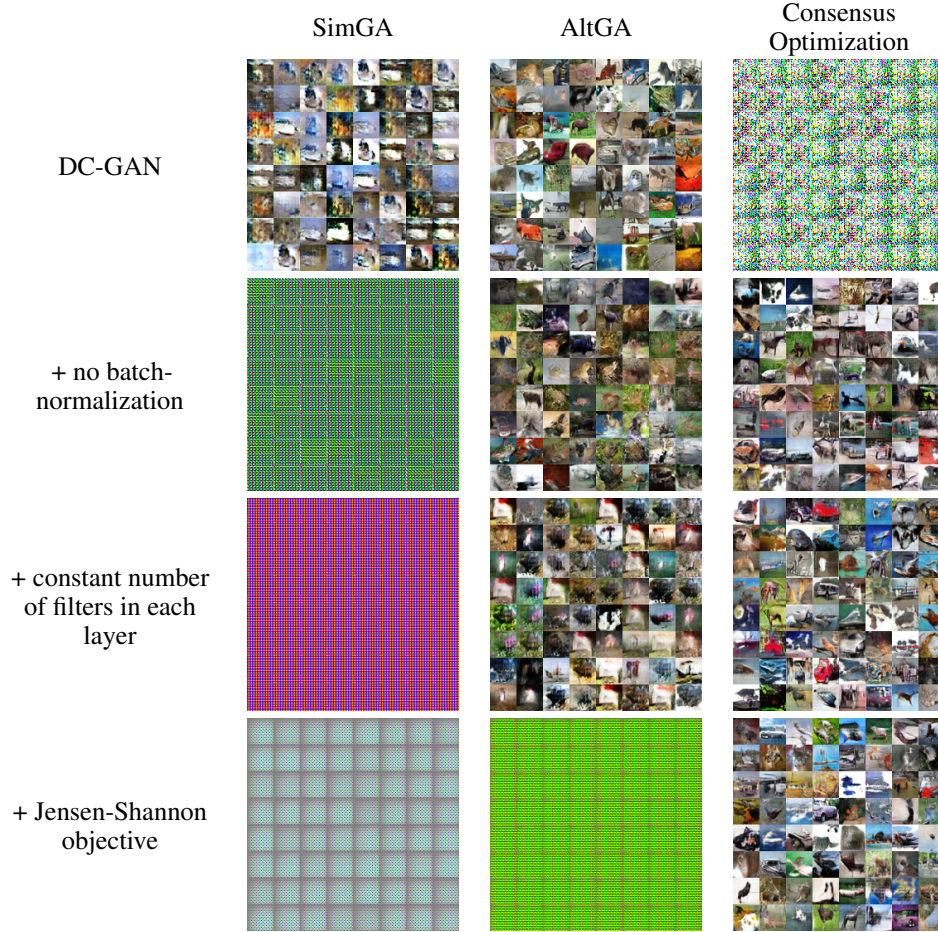 SimGA
AltGA
Consensus
Optimization
DC-GAN
+ no batch-
normalization
+ constant number
of filters in each
layer
+ Jensen-Shannon
objective